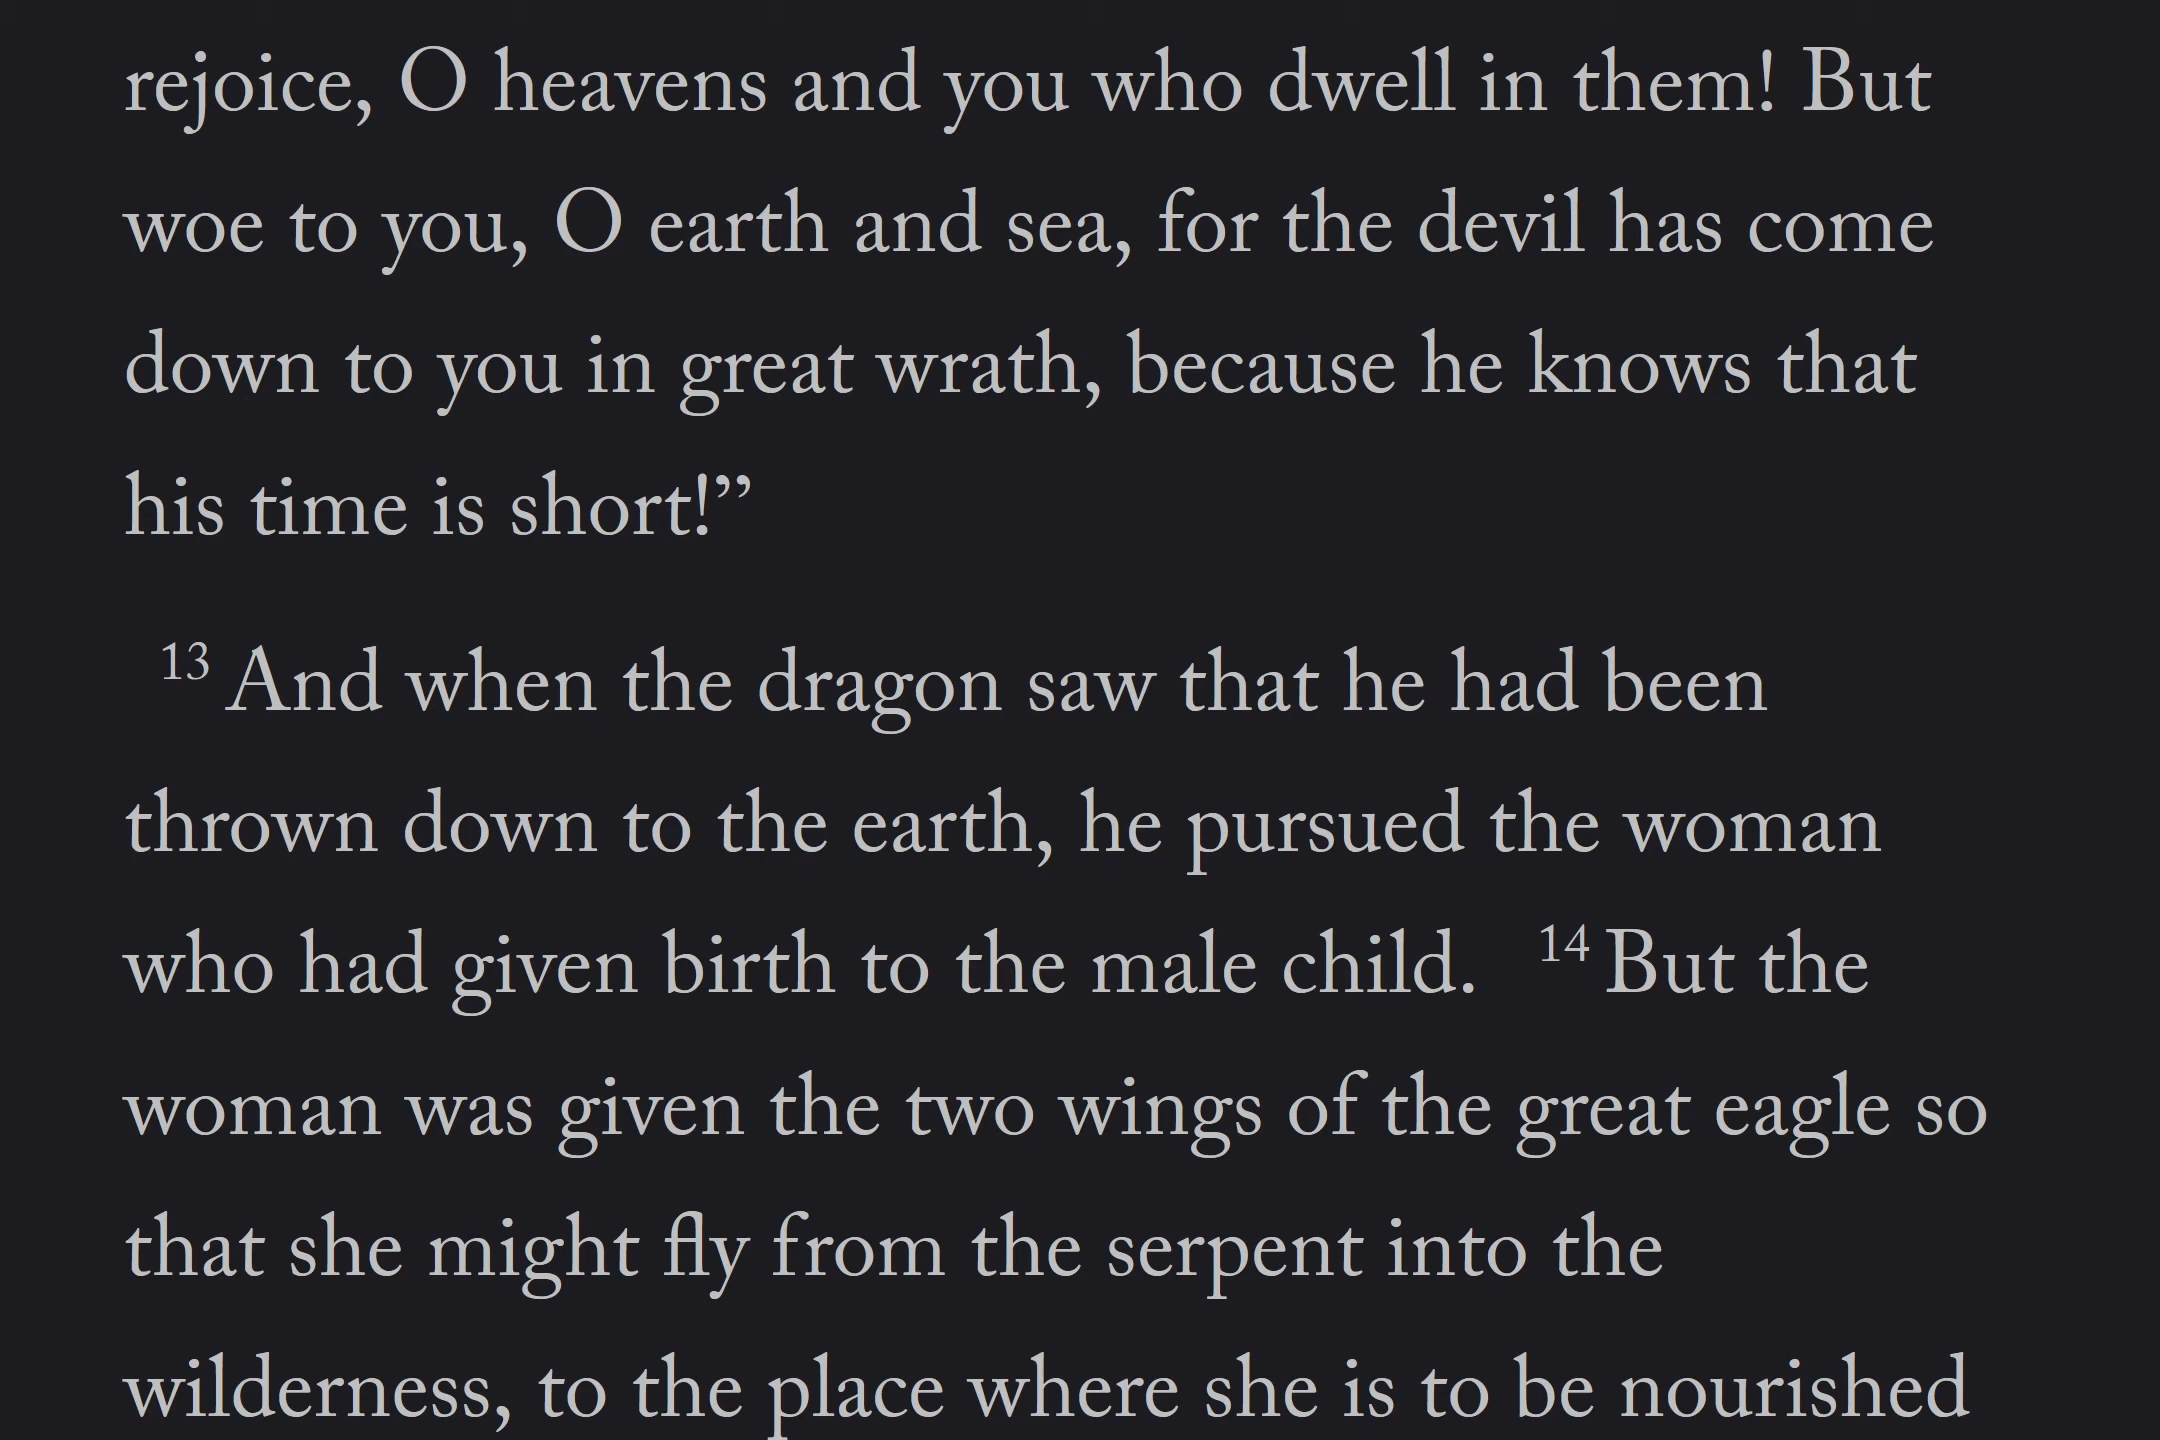 rejoice, O heavens and you who dwell in them! But
woe to you, O earth and sea, for the devil has come
down to you in great wrath, because he knows that
his time is short!”
13 And when the dragon saw that he had been
thrown down to the earth, he pursued the woman
who had given birth to the male child. 14 But the
woman was given the two wings of the great eagle so
that she might fly from the serpent into the
wilderness, to the place where she is to be nourished